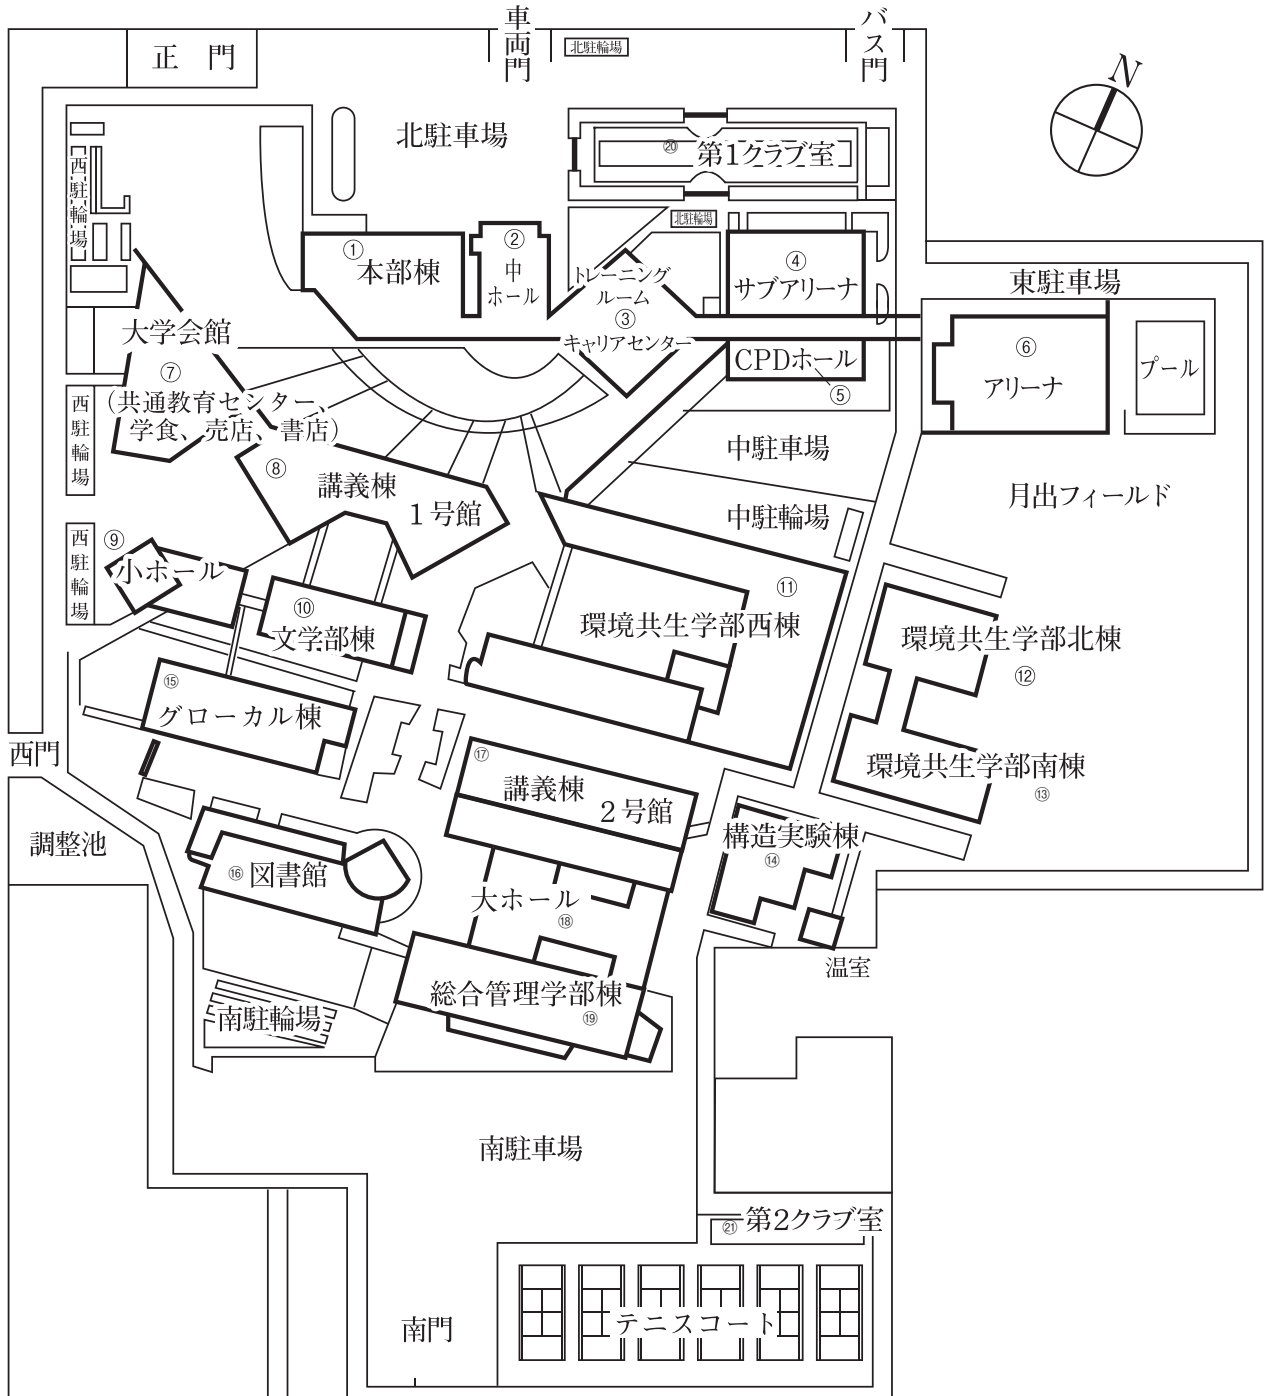 正　門
車両門
北駐輪場
バス門
N
北駐車場
⑳ 第1クラブ室
西駐輪場
北駐輪場
① 本部棟
② 中ホール
トレーニングルーム
③
キャリアセンター
④
サブアリーナ
東駐車場
CPDホール
⑤
⑥
アリーナ
プール
大学会館
⑦
（共通教育センター、
学食、売店、書店）
西駐輪場
⑧ 講義棟
１号館
中駐車場
中駐輪場
月出フィールド
西駐輪場
⑨
小ホール
⑩
文学部棟
⑪
環境共生学部西棟
環境共生学部北棟
⑫
⑮
グローカル棟
西門
⑰
講義棟
２号館
環境共生学部南棟
⑬
調整池
構造実験棟
⑭
⑯ 図書館
大ホール
⑱
温室
総合管理学部棟
⑲
南駐輪場
南駐車場
㉑ 第2クラブ室
南門
テニスコート